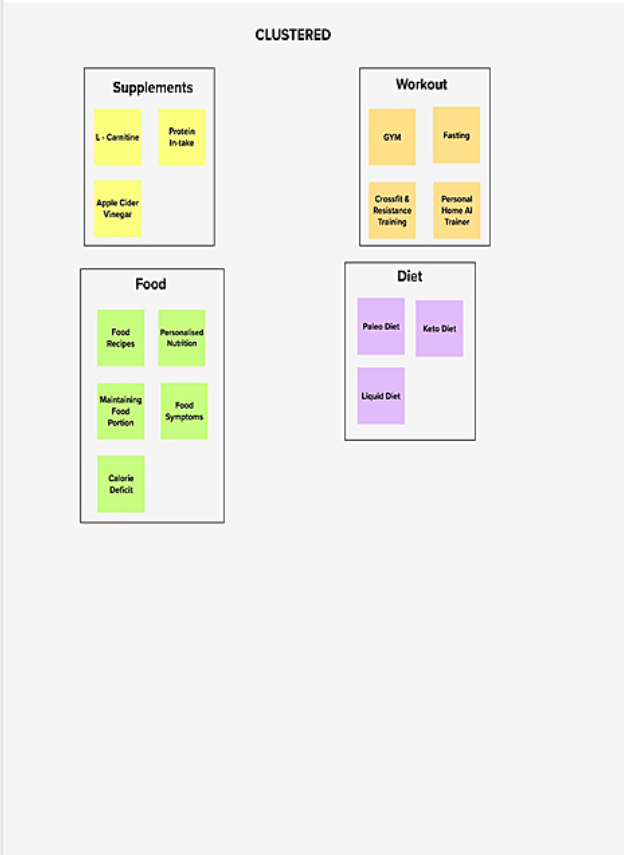 CLUSTERED
Supplements
L - Carnitine
Protein
In-take
Apple Cider
Vinegar
Workout
GYM
Fasting
Crossfit &
Resistance
Training
Personal
Home AI
Trainer
Food
Food
Recipes
Personalised
Nutrition
Maintaining
Food
Portion
Food
Symptoms
Calorie
Deficit
Diet
Paleo Diet
Keto Diet
Liquid Diet